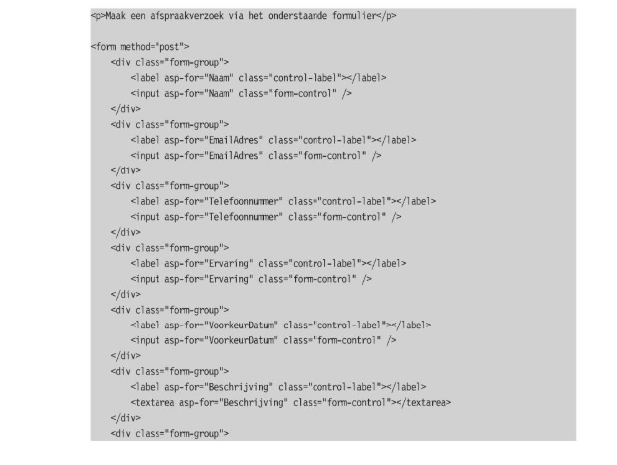 <p>Maak een afspraakverzoek via het onderstaande formulier</p>
<form method="post">
<div class="form-group">
<label asp-for="Naam" class="control-label"></label>
<input asp-for="Naam" class="form-control" />
</div>
<div class="form-group">
<label asp-for="EmailAdres" class="control-label"></label>
<input asp-for="EmailAdres" class="form-control" />
</div>
<div class="form-group">
<label asp-for="Telefoonnummer" class="control-label"></label>
<input asp-for="Telefoonnummer" class="form-control" />
</div>
<div class="form-group">
<label asp-for="Ervaring" class="control-label"></label>
<input asp-for="Ervaring" class="form-control" />
</div>
<div class="form-group">
<label asp-for="VoorkeurDatum" class="control-label"></label>
<input asp-for="VoorkeurDatum" class="form-control" />
</div>
<div class="form-group">
<label asp-for="Beschrijving" class="control-label"></label>
<textarea asp-for="Beschrijving" class="form-control"></textarea>
</div>
<div class="form-group">